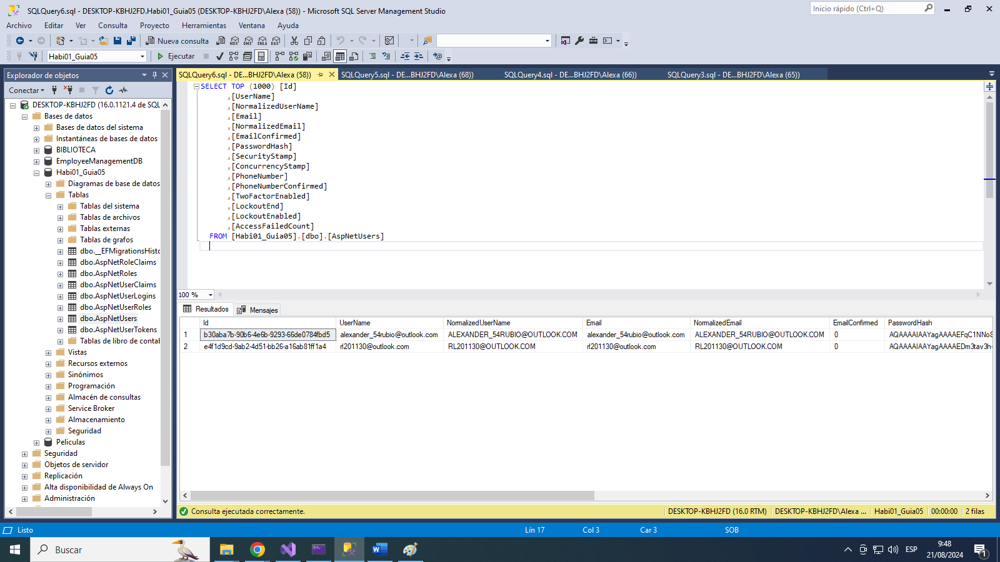 SQLQuery6.sql - DESKTOP-KBHJ2FD.Habi01_Guia05 (DESKTOP-KBHJ2FD\Alexa (58)) - Microsoft SQL Server Management Studio
Inicio rápido (Ctrl+Q)
Archivo Editar Ver Consulta Proyecto Herramientas Ventana Ayuda
Nueva consulta MDX DMX XMLA DAX
Habi01_Guia05 Ejecutar
Explorador de objetos
Conectar
DESKTOP-KBHJ2FD (16.0.1121.4 de SQL
Bases de datos
Bases de datos del sistema
Instantáneas de bases de datos
BIBLIOTECA
EmployeeManagementDB
Habi01_Guia05
Diagramas de base de datos
Tablas
Tablas del sistema
Tablas de archivos
Tablas externas
Tablas de grafos
dbo.__EFMigrationsHisto
dbo.AspNetRoleClaims
dbo.AspNetRoles
dbo.AspNetUserClaims
dbo.AspNetUserLogins
dbo.AspNetUserRoles
dbo.AspNetUsers
dbo.AspNetUserTokens
Tablas de libro de contab
Vistas
Recursos externos
Sinónimos
Programación
Almacén de consultas
Service Broker
Almacenamiento
Seguridad
Peliculas
Seguridad
Objetos de servidor
Replicación
Alta disponibilidad de Always On
Administración
SQLQuery6.sql - DE...BHJ2FD\Alexa (58)) SQLQuery5.sql - DE...BHJ2FD\Alexa (68)) SQLQuery4.sql - DE...BHJ2FD\Alexa (66)) SQLQuery3.sql - DE...BHJ2FD\Alexa (65))
SELECT TOP (1000) [Id]
,[UserName]
,[NormalizedUserName]
,[Email]
,[NormalizedEmail]
,[EmailConfirmed]
,[PasswordHash]
,[SecurityStamp]
,[ConcurrencyStamp]
,[PhoneNumber]
,[PhoneNumberConfirmed]
,[TwoFactorEnabled]
,[LockoutEnd]
,[LockoutEnabled]
,[AccessFailedCount]
FROM [Habi01_Guia05].[dbo].[AspNetUsers]
100 %
Resultados Mensajes
Id UserName NormalizedUserName Email NormalizedEmail EmailConfirmed PasswordHash
1 b30aba7b-90b6-4e6b-9293-66de0784fbd5 alexander_54rubio@outlook.com ALEXANDER_54RUBIO@OUTLOOK.COM alexander_54rubio@outlook.com ALEXANDER_54RUBIO@OUTLOOK.COM 0 AQAAAAIAAYagAAAAEFqC1NNo8
2 e4f1d9cd-9ab2-4d51-bb26-a16ab81ff1a4 rl201130@outlook.com RL201130@OUTLOOK.COM rl201130@outlook.com RL201130@OUTLOOK.COM 0 AQAAAAIAAYagAAAAEDm3tav3h
Consulta ejecutada correctamente. DESKTOP-KBHJ2FD (16.0 RTM) DESKTOP-KBHJ2FD\Alexa ... Habi01_Guia05 00:00:00 2 filas
Listo Lín 17 Col 3 Car 3 SOB
Buscar
ESP
9:48
21/08/2024
1